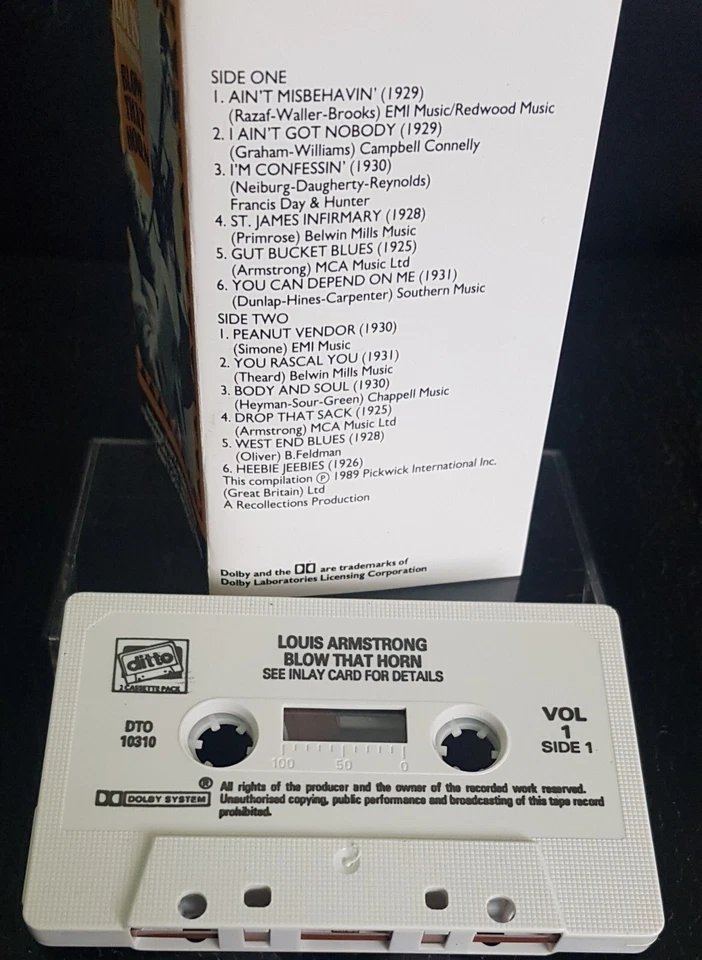 BLOW
THAT
HORN
SIDE ONE
1. AIN'T MISBEHAVIN' (1929)
(Razaf-Waller-Brooks) EMI Music/Redwood Music
2. I AIN'T GOT NOBODY (1929)
(Graham-Williams) Campbell Connelly
3. I'M CONFESSIN' (1930)
(Neiburg-Daugherty-Reynolds)
Francis Day & Hunter
4. ST. JAMES INFIRMARY (1928)
(Primrose) Belwin Mills Music
5. GUT BUCKET BLUES (1925)
(Armstrong) MCA Music Ltd
6. YOU CAN DEPEND ON ME (1931)
(Dunlap-Hines-Carpenter) Southern Music
SIDE TWO
1. PEANUT VENDOR (1930)
(Simone) EMI Music
2. YOU RASCAL YOU (1931)
(Theard) Belwin Mills Music
3. BODY AND SOUL (1930)
(Heyman-Sour-Green) Chappell Music
4. DROP THAT SACK (1925)
(Armstrong) MCA Music Ltd
5. WEST END BLUES (1928)
(Oliver) B.Feldman
6. HEEBIE JEEBIES (1926)
This compilation Ⓟ 1989 Pickwick International Inc.
(Great Britain) Ltd
A Recollections Production
Dolby and the are trademarks of
Dolby Laboratories Licensing Corporation
LOUIS ARMSTRONG
BLOW THAT HORN
SEE INLAY CARD FOR DETAILS
ditto
2 CASSETTE PACK
DTO
10310
VOL
1
SIDE 1
100 50 0
DOLBY SYSTEM ®
All rights of the producer and the owner of the recorded work reserved.
Unauthorised copying, public performance and broadcasting of this tape record
prohibited.